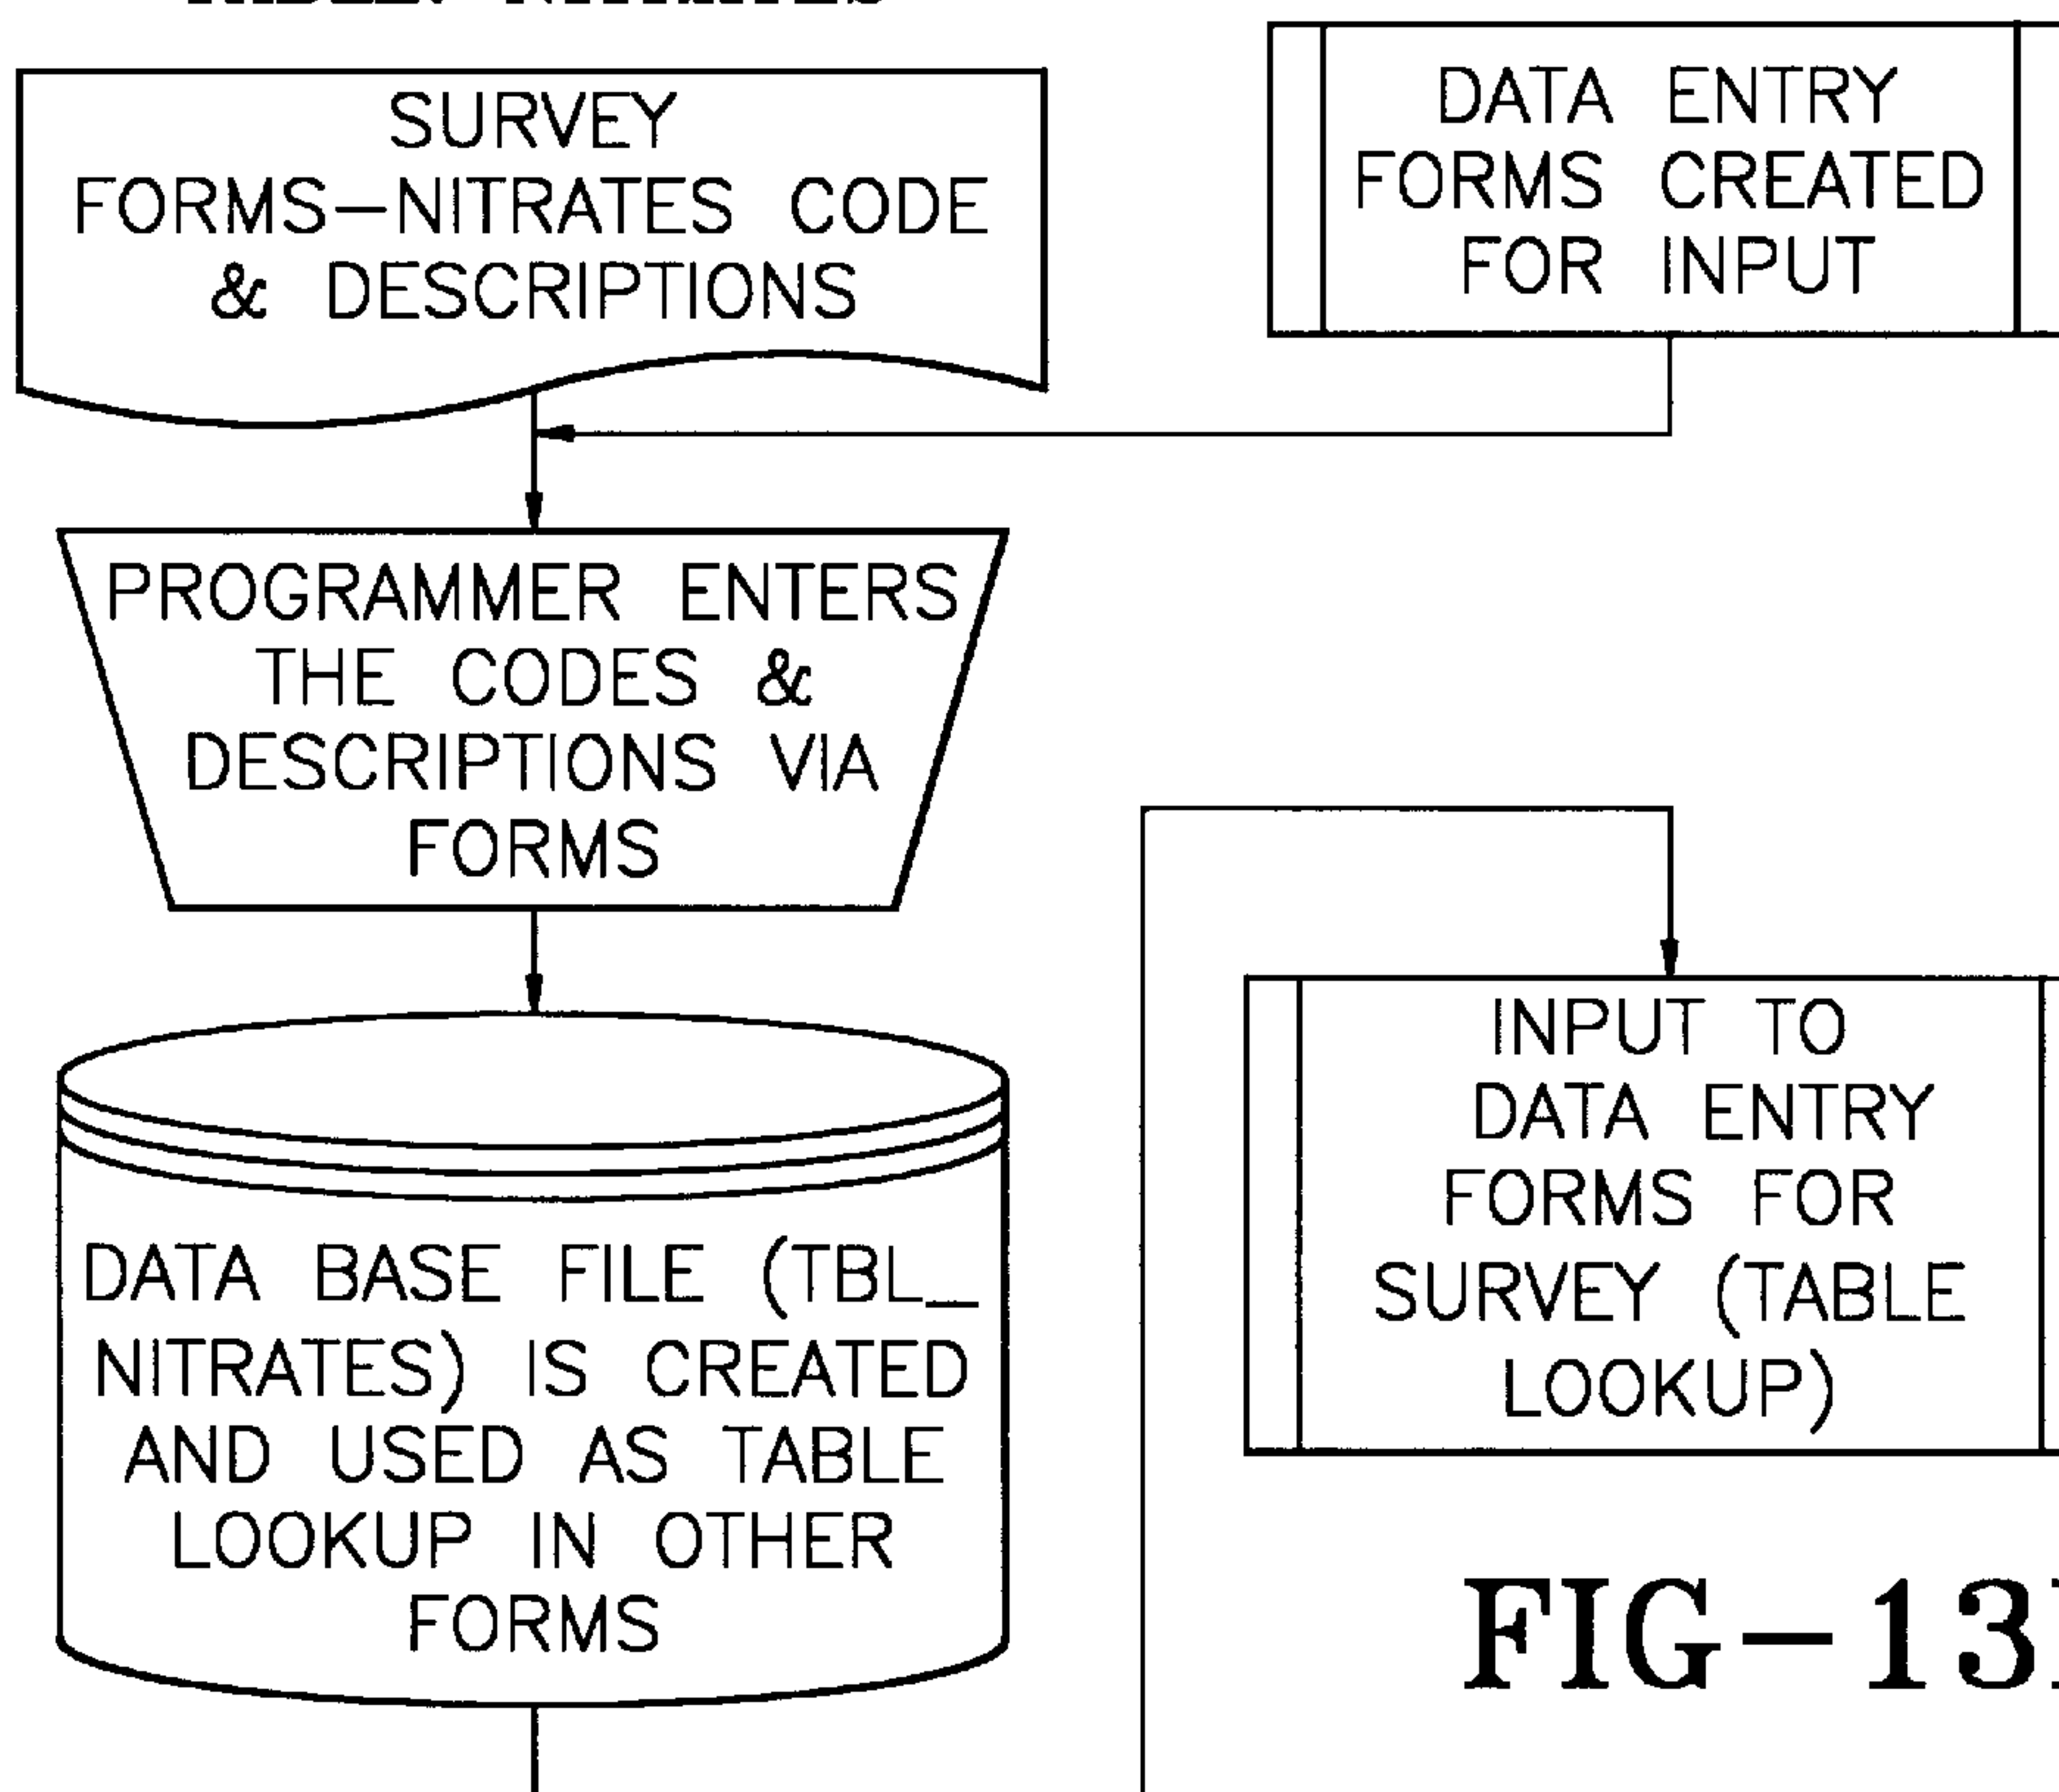 SURVEY
FORMS-NITRATES CODE
& DESCRIPTIONS
DATA ENTRY
FORMS CREATED
FOR INPUT
PROGRAMMER ENTERS
THE CODES &
DESCRIPTIONS VIA
FORMS
DATA BASE FILE (TBL_
NITRATES) IS CREATED
AND USED AS TABLE
LOOKUP IN OTHER
FORMS
INPUT TO
DATA ENTRY
FORMS FOR
SURVEY (TABLE
LOOKUP)
FIG-13